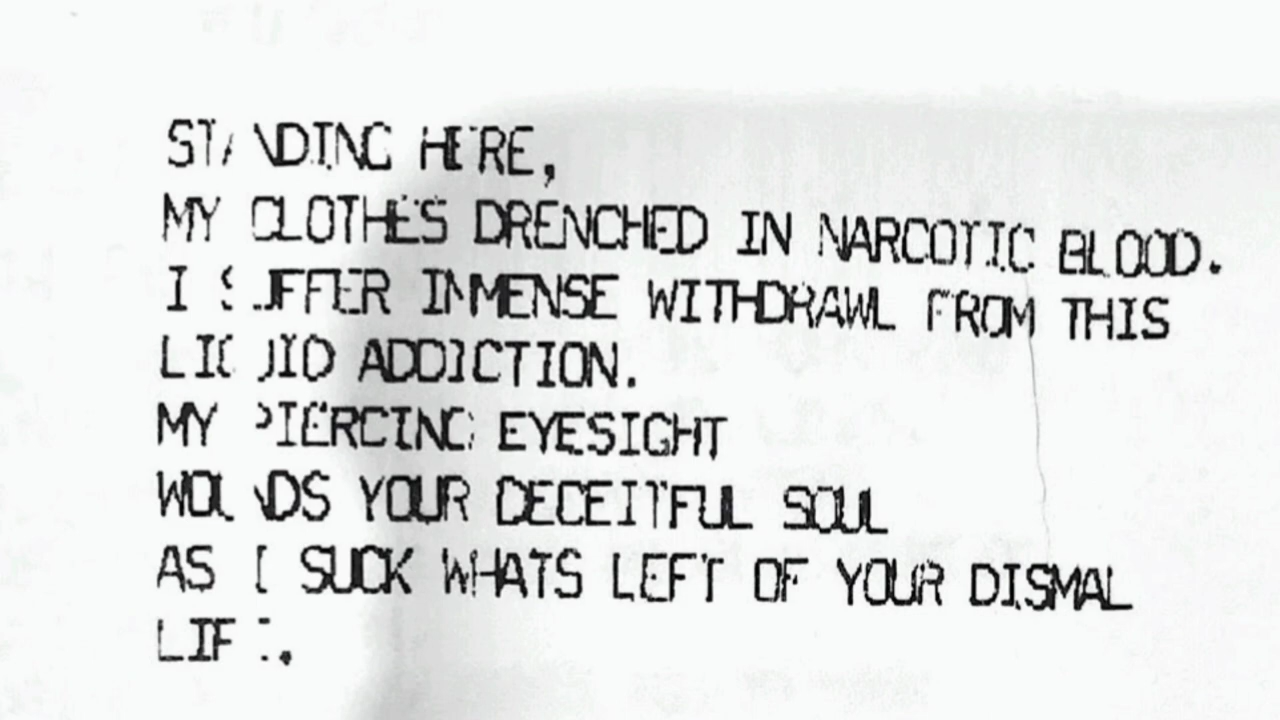 STANDING HERE,
MY CLOTHES DRENCHED IN NARCOTIC BLOOD.
I SUFFER IMMENSE WITHDRAWL FROM THIS
LIQUID ADDICTION.
MY PIERCING EYESIGHT
WOUNDS YOUR DECEITFUL SOUL
AS I SUCK WHATS LEFT OF YOUR DISMAL
LIFE.